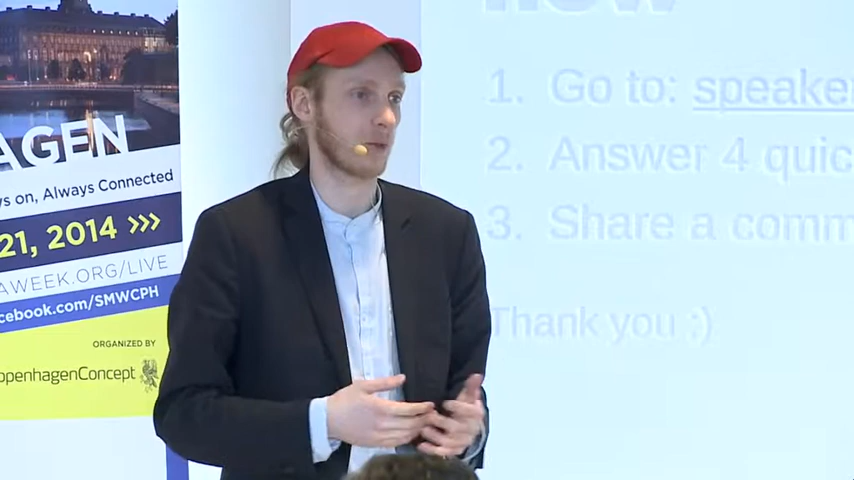 AGEN
s on, Always Connected
21, 2014 >>>
AWEEK.ORG/LIVE
cebook.com/SMWCPH
ORGANIZED BY
openhagenConcept
now
1. Go to: speaker
2. Answer 4 quic
3. Share a comm
Thank you :)